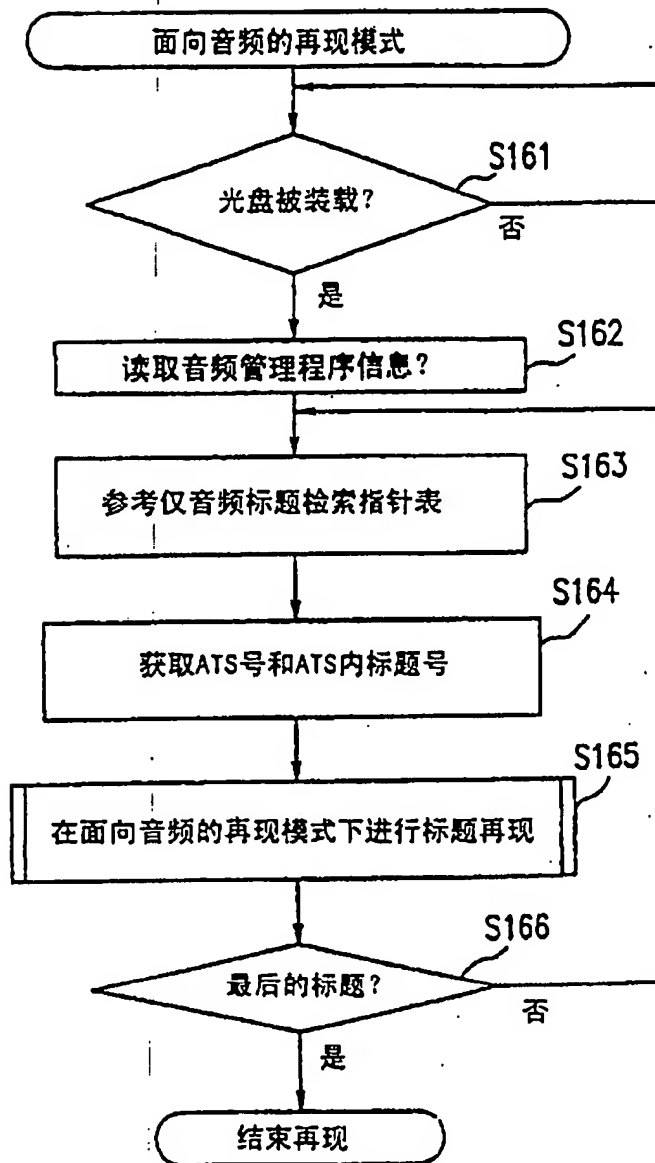 面向音频的再现模式
S161
光盘被装载?
否
是
S162
读取音频管理程序信息?
S163
参考仅音频标题检索指针表
S164
获取ATS号和ATS内标题号
S165
在面向音频的再现模式下进行标题再现
S166
最后的标题?
否
是
结束再现